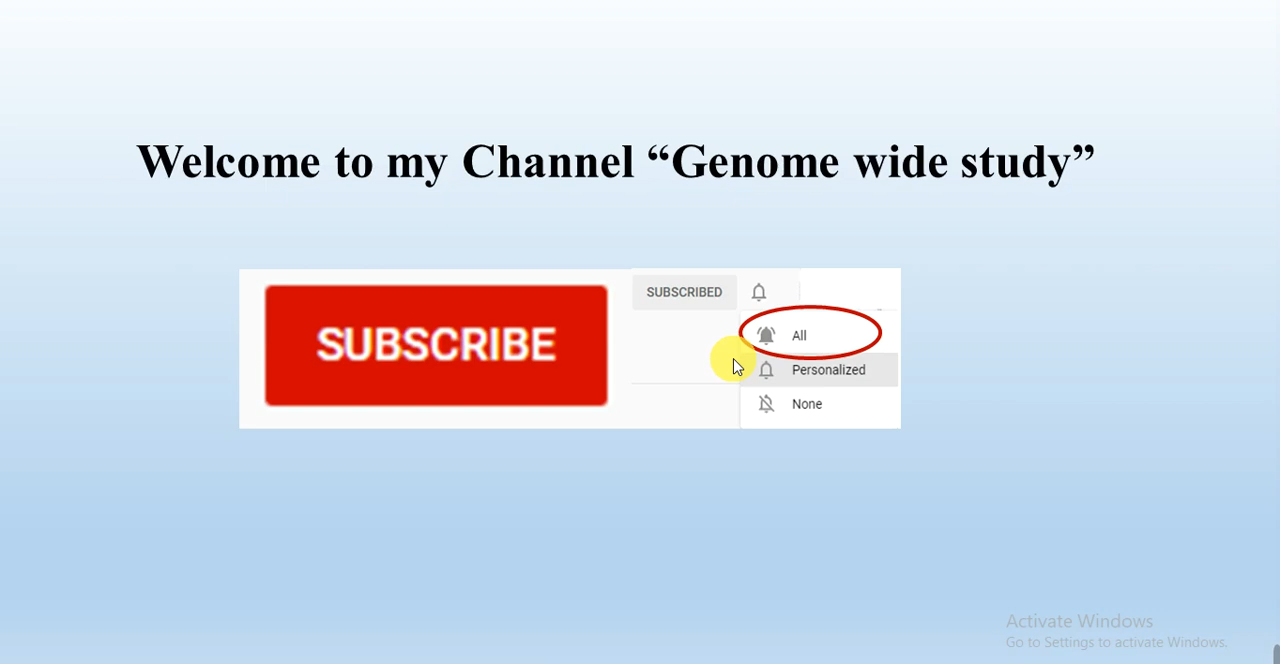 Welcome to my Channel “Genome wide study”
SUBSCRIBE
SUBSCRIBED
All
Personalized
None
Activate Windows
Go to Settings to activate Windows.